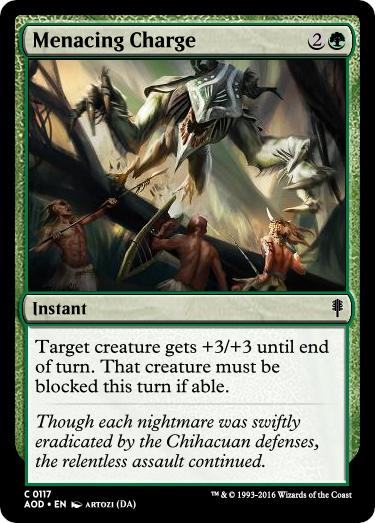 Menacing Charge 2
Instant
Target creature gets +3/+3 until end
of turn. That creature must be
blocked this turn if able.
Though each nightmare was swiftly
eradicated by the Chihacuan defenses,
the relentless assault continued.
C 0117
AOD • EN ARTOZI (DA)
™ & © 1993-2016 Wizards of the Coast